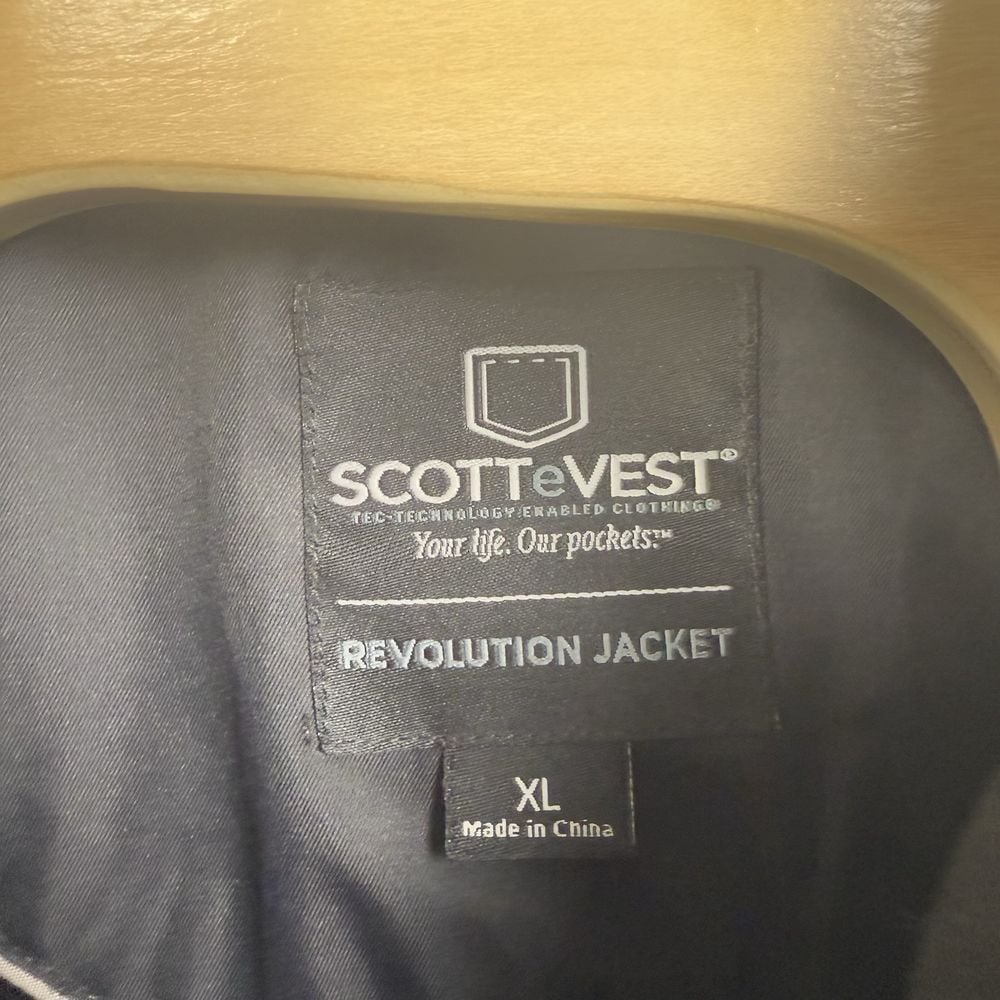 SCOTTeVEST®
TEC-TECHNOLOGY ENABLED CLOTHING®
Your life. Our pockets.™
REVOLUTION JACKET
XL
Made in China